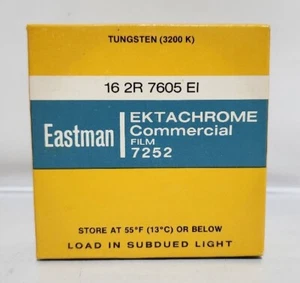 TUNGSTEN (3200 K)
16 2R 7605 EI
Eastman
EKTACHROME
Commercial
FILM
7252
STORE AT 55°F (13°C) OR BELOW
LOAD IN SUBDUED LIGHT